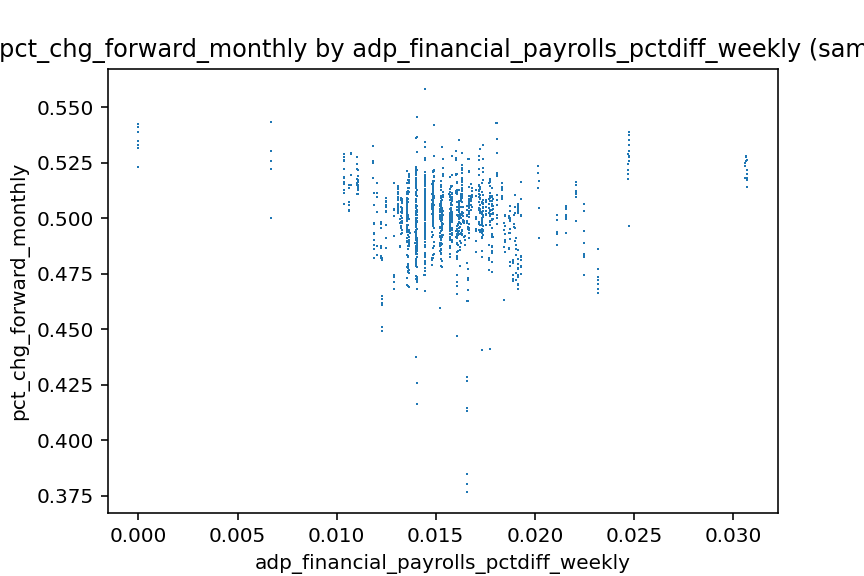 pct_chg_forward_monthly by adp_financial_payrolls_pctdiff_weekly (sam
0.550
0.525
0.500
0.475
0.450
0.425
0.400
0.375
pct_chg_forward_monthly
0.000 0.005 0.010 0.015 0.020 0.025 0.030
adp_financial_payrolls_pctdiff_weekly